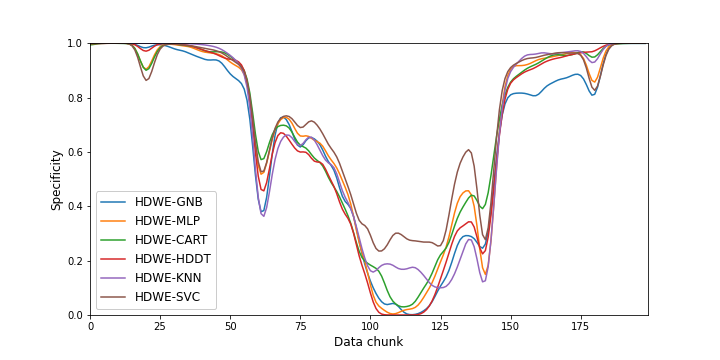 1.0
0.8
0.6
0.4
0.2
0.0
Specificity
HDWE-GNB
HDWE-MLP
HDWE-CART
HDWE-HDDT
HDWE-KNN
HDWE-SVC
0 25 50 75 100 125 150 175
Data chunk